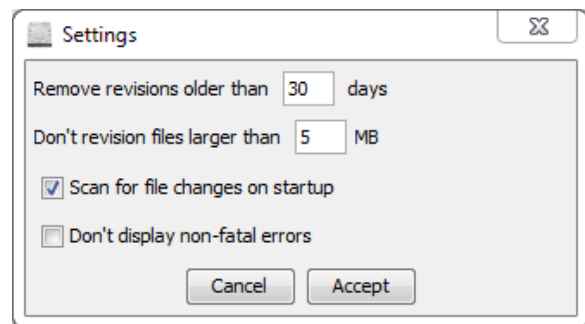 Settings
Remove revisions older than 30 days
Don't revision files larger than 5 MB
Scan for file changes on startup
Don't display non-fatal errors
Cancel Accept